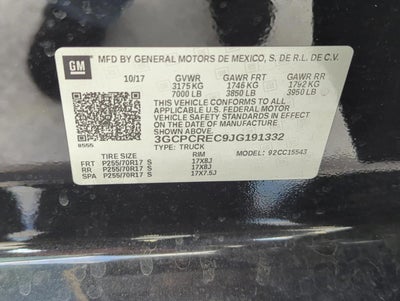 GM
MFD BY GENERAL MOTORS DE MEXICO, S. DE R.L. DE C.V.
10/17 GVWR GAWR FRT GAWR RR
3175 KG 1746 KG 1792 KG
7000 LB 3850 LB 3950 LB
THIS VEHICLE CONFORMS TO ALL
APPLICABLE U.S. FEDERAL MOTOR
VEHICLE SAFETY STANDARDS IN EFFECT ON
THE DATE OF MANUFACTURE SHOWN ABOVE.
3GCPCREC9JG191332
8555 TYPE: TRUCK 92CC15543
TIRE SIZE RIM
FRT P255/70R17 S 17X8J
RR P255/70R17 S 17X8J
SPA P255/70R17 S 17X7.5J